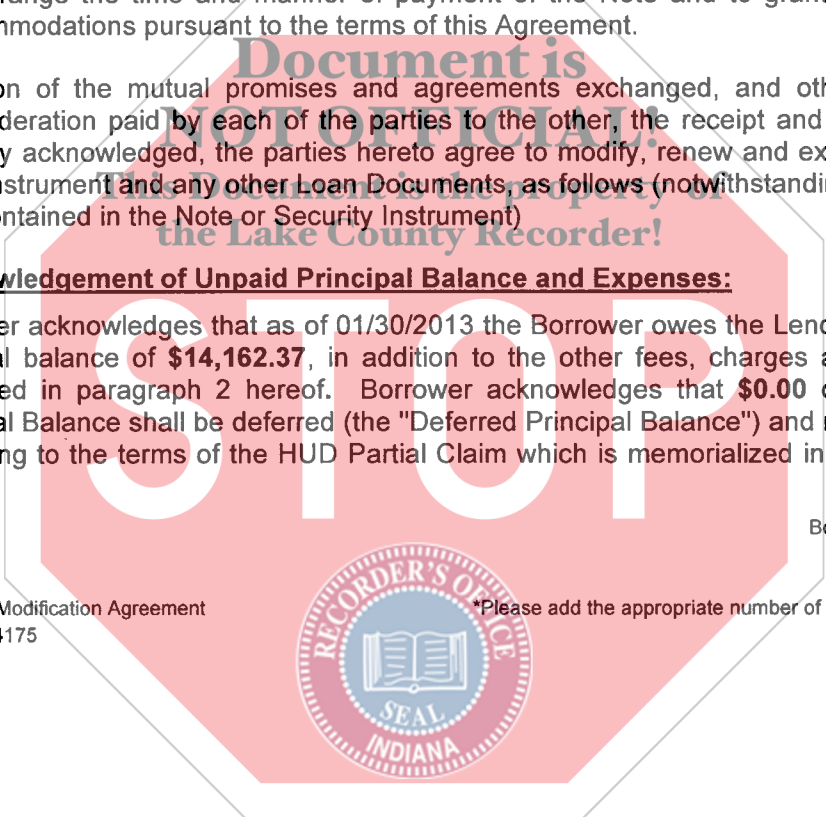 ange the time and manner of payment of the Note and to grant
mmodations pursuant to the terms of this Agreement.
Document is
on of the mutual promises and agreements exchanged, and oth
deration paid by each of the parties to the other, the receipt and
NOT OFFICIAL!
y acknowledged, the parties hereto agree to modify, renew and ex
nstrument and any other Loan Documents, as follows (notwithstandin
This Document is the property of
ontained in the Note or Security Instrument)
the Lake County Recorder!
wledgement of Unpaid Principal Balance and Expenses:
er acknowledges that as of 01/30/2013 the Borrower owes the Lend
l balance of $14,162.37, in addition to the other fees, charges a
ed in paragraph 2 hereof. Borrower acknowledges that $0.00 o
al Balance shall be deferred (the "Deferred Principal Balance") and
ng to the terms of the HUD Partial Claim which is memorialized in
STOP
Bo
Modification Agreement *Please add the appropriate number of
4175
RECORDER'S OFFICE
SEAL
INDIANA